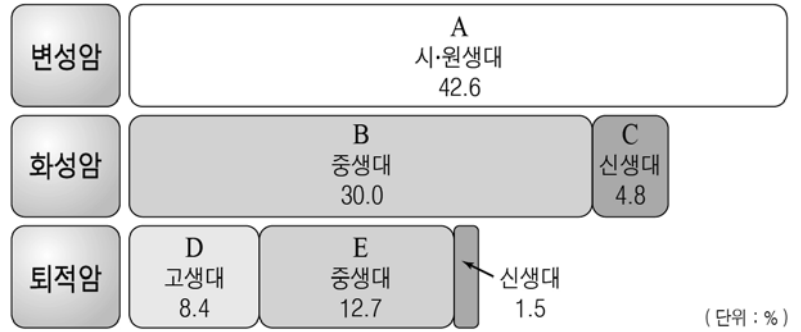 변성암
A
시·원생대
42.6
화성암
B
중생대
30.0
C
신생대
4.8
퇴적암
D
고생대
8.4
E
중생대
12.7
신생대
1.5
(단위 : %)